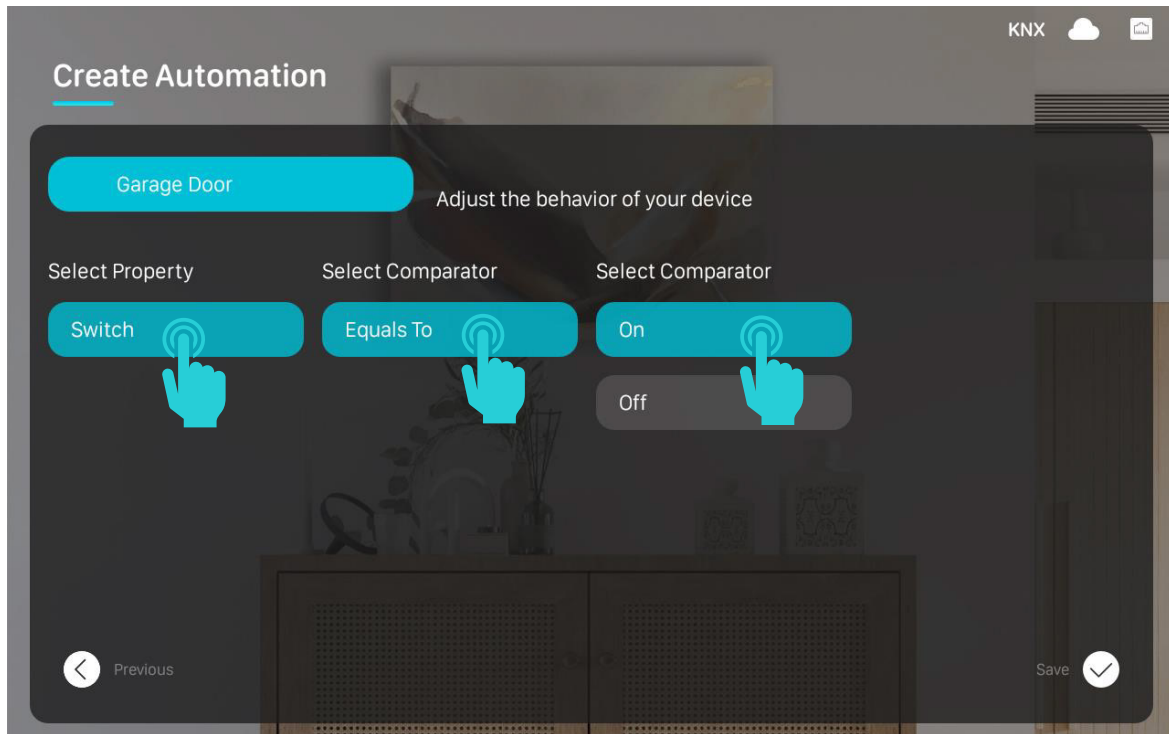 KNX
Create Automation
Garage Door
Adjust the behavior of your device
Select Property Select Comparator Select Comparator
Switch Equals To On
Off
Previous Save